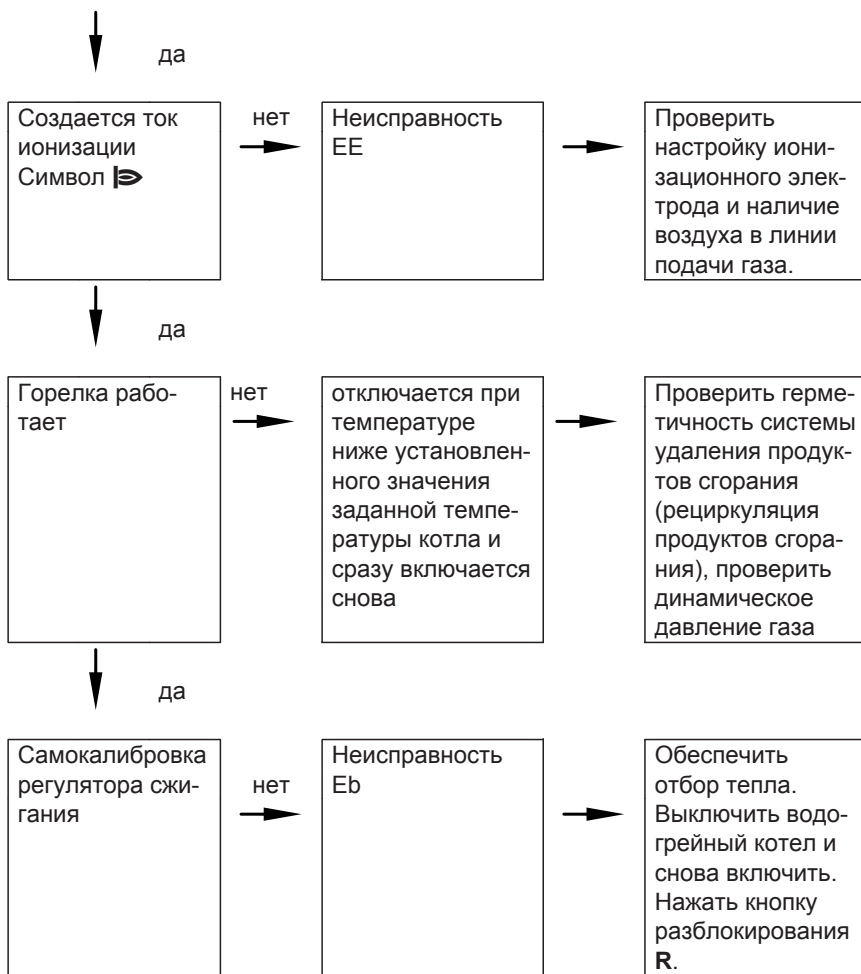 да
Создается ток
ионизации
Символ
нет
Неисправность
EE
Проверить
настройку иони-
зационного элек-
трода и наличие
воздуха в линии
подачи газа.
да
Горелка рабо-
тает
нет
отключается при
температуре
ниже установлен-
ного значения
заданной темпе-
ратуры котла и
сразу включается
снова
Проверить герме-
тичность системы
удаления продук-
тов сгорания
(рециркуляция
продуктов сгора-
ния), проверить
динамическое
давление газа
да
Самокалибровка
регулятора сжи-
гания
нет
Неисправность
Eb
Обеспечить
отбор тепла.
Выключить водо-
грейный котел и
снова включить.
Нажать кнопку
разблокирования
R.